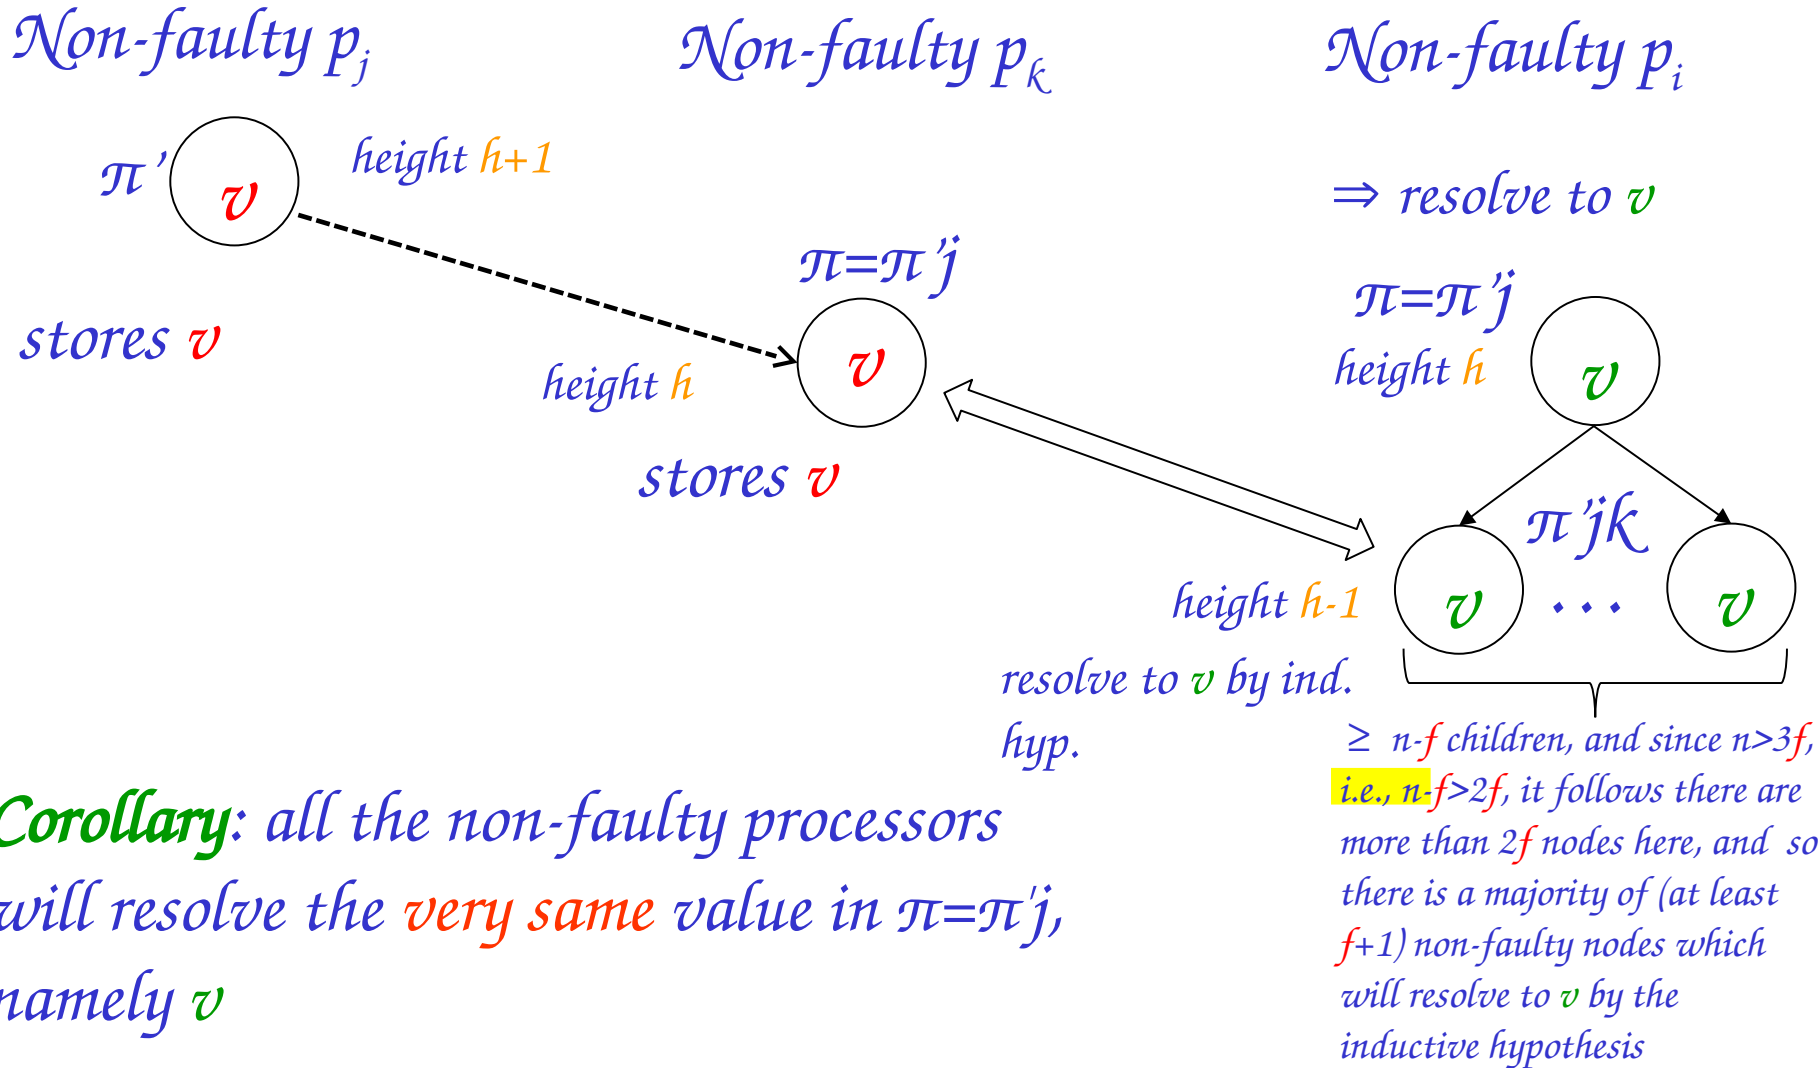 Non-faulty pj
Non-faulty pk
Non-faulty pi
π'
v
height h+1
⇒ resolve to v
π=π'j
π=π'j
stores v
height h
v
height h
v
stores v
π'jk
height h-1
v
...
v
resolve to v by ind.
hyp.
≥ n-f children, and since n>3f,
i.e., n-f>2f, it follows there are
more than 2f nodes here, and so
there is a majority of (at least
f+1) non-faulty nodes which
will resolve to v by the
inductive hypothesis
Corollary: all the non-faulty processors
will resolve the very same value in π=π'j,
namely v